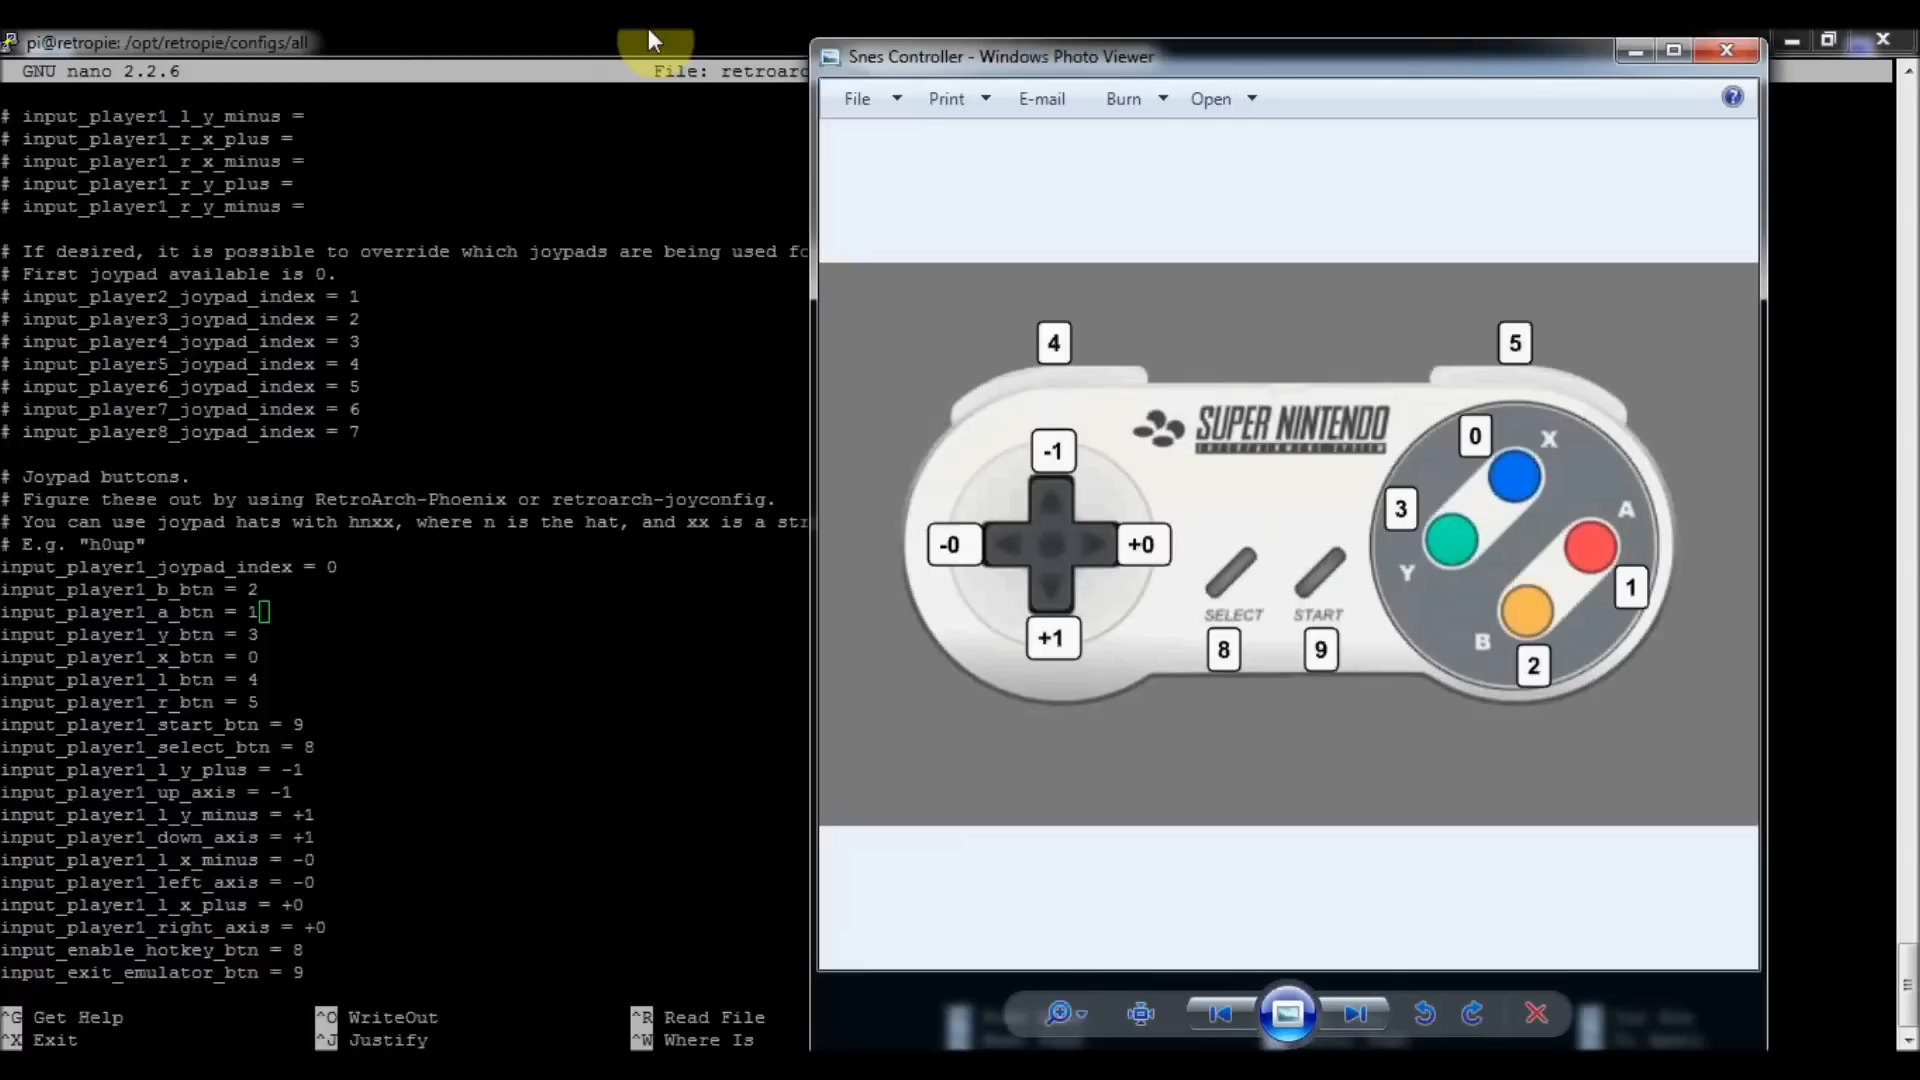 pi@retropie: /opt/retropie/configs/all
GNU nano 2.2.6 File: retroarc
# input_player1_l_y_minus =
# input_player1_r_x_plus =
# input_player1_r_x_minus =
# input_player1_r_y_plus =
# input_player1_r_y_minus =
# If desired, it is possible to override which joypads are being used fo
# First joypad available is 0.
# input_player2_joypad_index = 1
# input_player3_joypad_index = 2
# input_player4_joypad_index = 3
# input_player5_joypad_index = 4
# input_player6_joypad_index = 5
# input_player7_joypad_index = 6
# input_player8_joypad_index = 7
# Joypad buttons.
# Figure these out by using RetroArch-Phoenix or retroarch-joyconfig.
# You can use joypad hats with hnxx, where n is the hat, and xx is a str
# E.g. "h0up"
input_player1_joypad_index = 0
input_player1_b_btn = 2
input_player1_a_btn = 1
input_player1_y_btn = 3
input_player1_x_btn = 0
input_player1_l_btn = 4
input_player1_r_btn = 5
input_player1_start_btn = 9
input_player1_select_btn = 8
input_player1_l_y_plus = -1
input_player1_up_axis = -1
input_player1_l_y_minus = +1
input_player1_down_axis = +1
input_player1_l_x_minus = -0
input_player1_left_axis = -0
input_player1_l_x_plus = +0
input_player1_right_axis = +0
input_enable_hotkey_btn = 8
input_exit_emulator_btn = 9
^G Get Help ^O WriteOut ^R Read File
^X Exit ^J Justify ^W Where Is
Snes Controller - Windows Photo Viewer
File Print E-mail Burn Open
4 5
SUPER NINTENDO
ENTERTAINMENT SYSTEM
-1 0 X
3 A
-0 +0
Y 1
SELECT START
+1 8 9 B 2